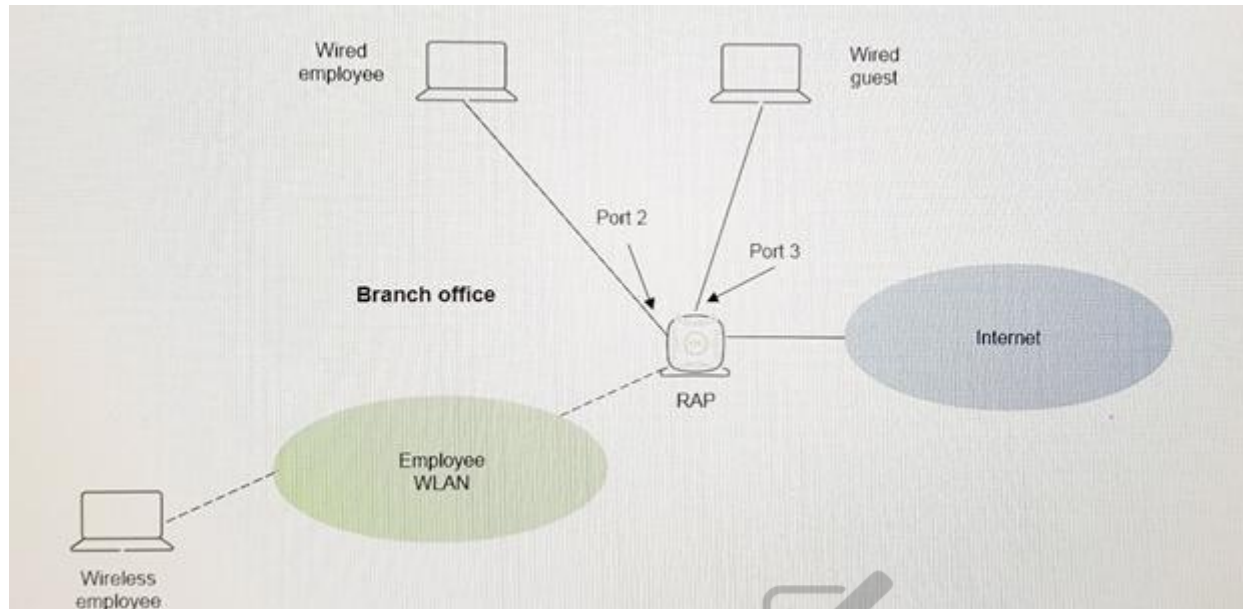 Wired
employee
Wired
guest
Port 2
Port 3
Branch office
Internet
RAP
Employee
WLAN
Wireless
employee